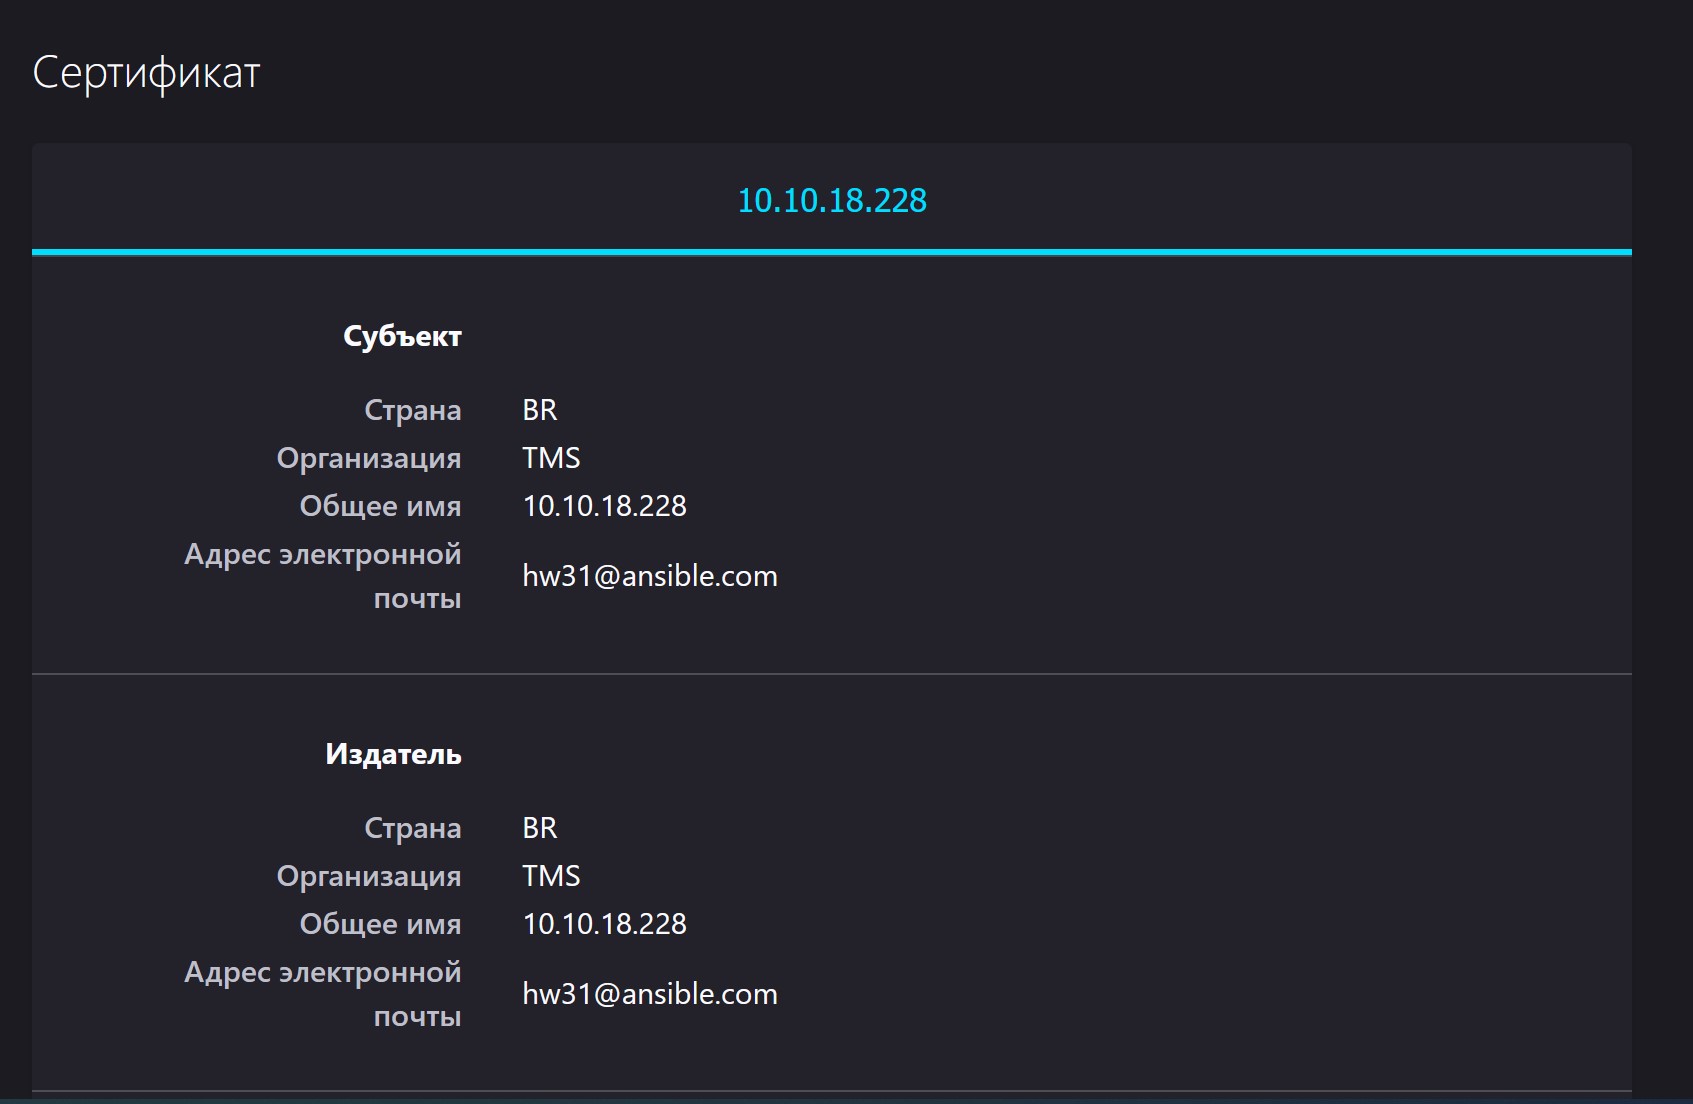 Сертификат
10.10.18.228
Субъект
Страна BR
Организация TMS
Общее имя 10.10.18.228
Адрес электронной
почты
hw31@ansible.com
Издатель
Страна BR
Организация TMS
Общее имя 10.10.18.228
Адрес электронной
почты
hw31@ansible.com